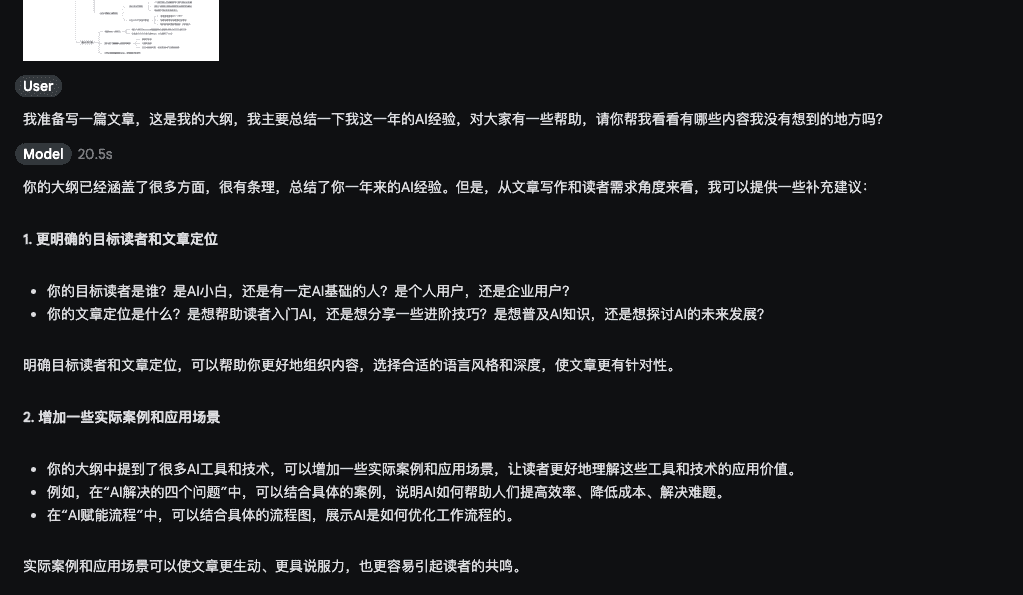 User
我准备写一篇文章，这是我的大纲，我主要总结一下我这一年的AI经验，对大家有一些帮助，请你帮我看看有哪些内容我没有想到的地方吗？
Model 20.5s
你的大纲已经涵盖了很多方面，很有条理，总结了你一年来的AI经验。但是，从文章写作和读者需求角度来看，我可以提供一些补充建议：
1. 更明确的目标读者和文章定位
• 你的目标读者是谁？是AI小白，还是有一定AI基础的人？是个人用户，还是企业用户？
• 你的文章定位是什么？是想帮助读者入门AI，还是想分享一些进阶技巧？是想普及AI知识，还是想探讨AI的未来发展？
明确目标读者和文章定位，可以帮助你更好地组织内容，选择合适的语言风格和深度，使文章更有针对性。
2. 增加一些实际案例和应用场景
• 你的大纲中提到了很多AI工具和技术，可以增加一些实际案例和应用场景，让读者更好地理解这些工具和技术的应用价值。
• 例如，在“AI解决的四个问题”中，可以结合具体的案例，说明AI如何帮助人们提高效率、降低成本、解决难题。
• 在“AI赋能流程”中，可以结合具体的流程图，展示AI是如何优化工作流程的。
实际案例和应用场景可以使文章更生动、更具说服力，也更容易引起读者的共鸣。